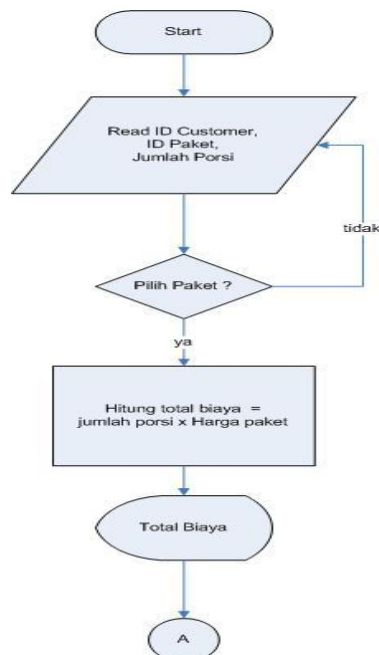 Start
Read ID Customer,
ID Paket,
Jumlah Porsi
tidak
Pilih Paket ?
ya
Hitung total biaya =
jumlah porsi x Harga paket
Total Biaya
A